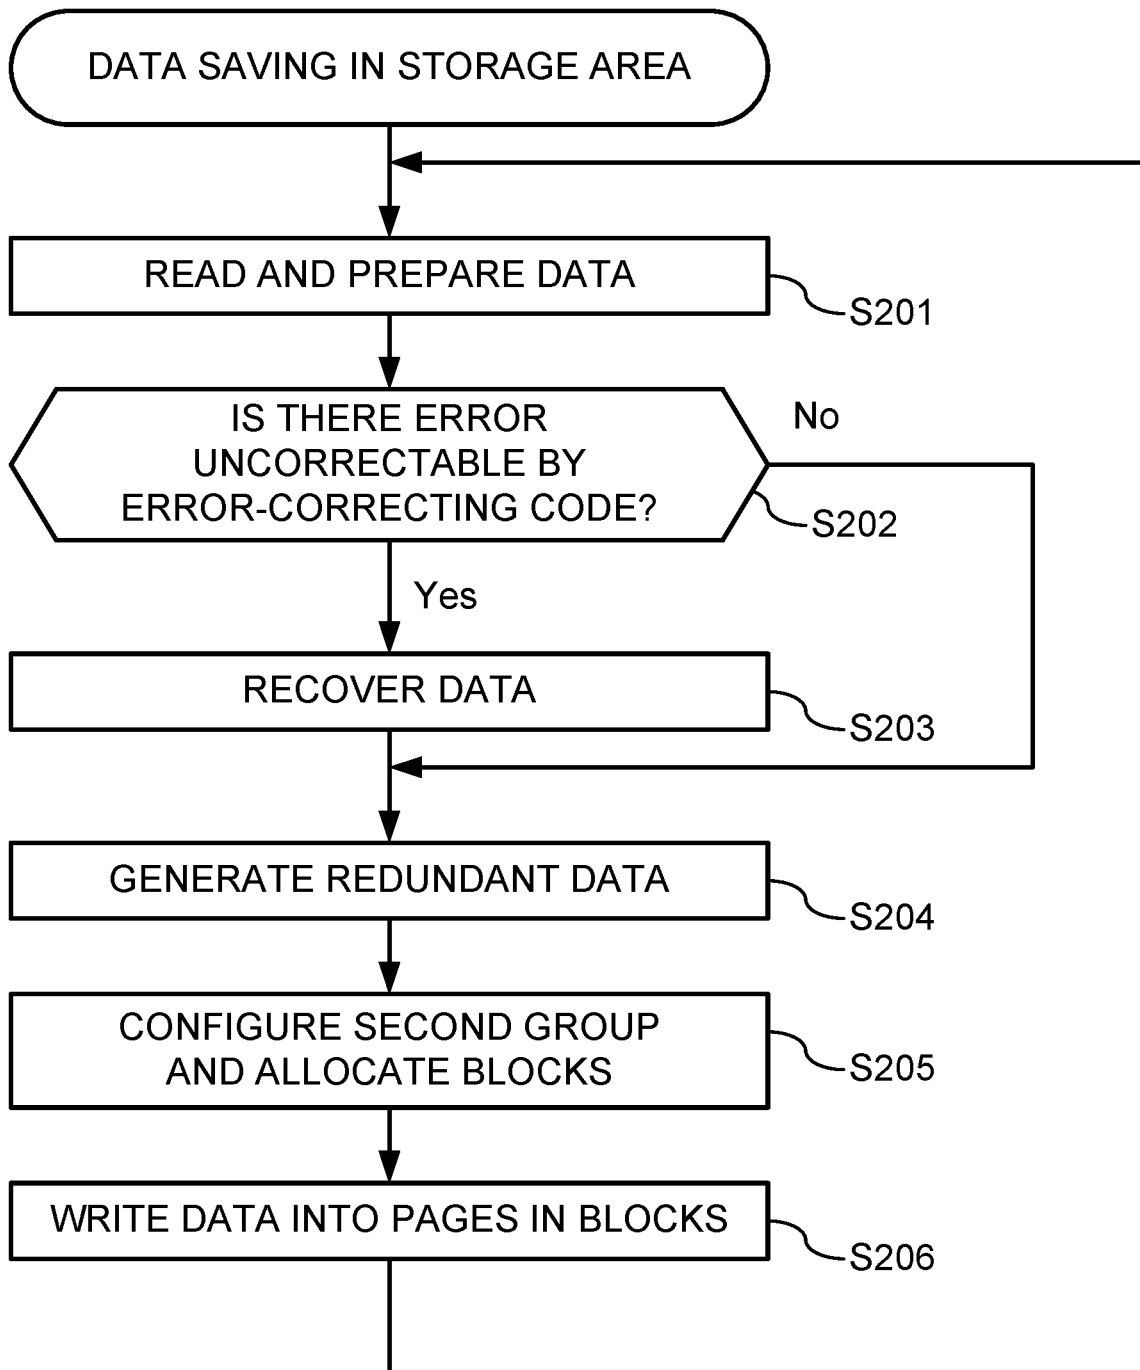 DATA SAVING IN STORAGE AREA
READ AND PREPARE DATA
S201
IS THERE ERROR
UNCORRECTABLE BY
ERROR-CORRECTING CODE?
No
S202
Yes
RECOVER DATA
S203
GENERATE REDUNDANT DATA
S204
CONFIGURE SECOND GROUP
AND ALLOCATE BLOCKS
S205
WRITE DATA INTO PAGES IN BLOCKS
S206